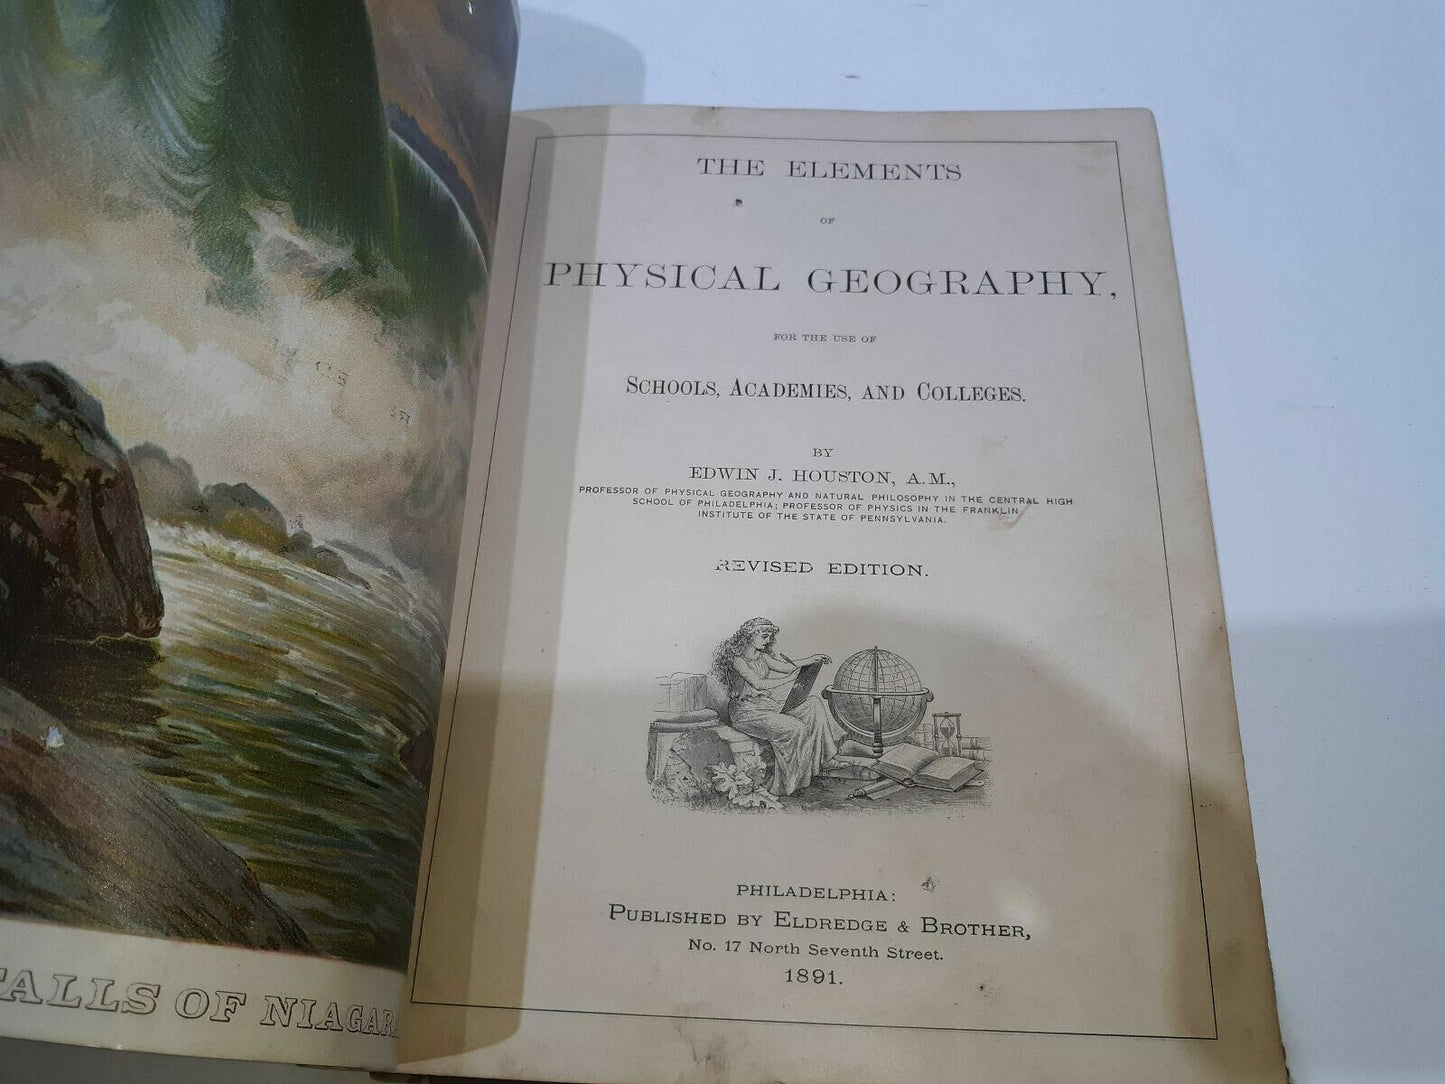 THE ELEMENTS
OF
PHYSICAL GEOGRAPHY,
FOR THE USE OF
SCHOOLS, ACADEMIES, AND COLLEGES.
BY
EDWIN J. HOUSTON, A.M.,
PROFESSOR OF PHYSICAL GEOGRAPHY AND NATURAL PHILOSOPHY IN THE CENTRAL HIGH
SCHOOL OF PHILADELPHIA; PROFESSOR OF PHYSICS IN THE FRANKLIN
INSTITUTE OF THE STATE OF PENNSYLVANIA.
REVISED EDITION.
PHILADELPHIA:
PUBLISHED BY ELDREDGE & BROTHER,
No. 17 North Seventh Street.
1891.
FALLS OF NIAGARA